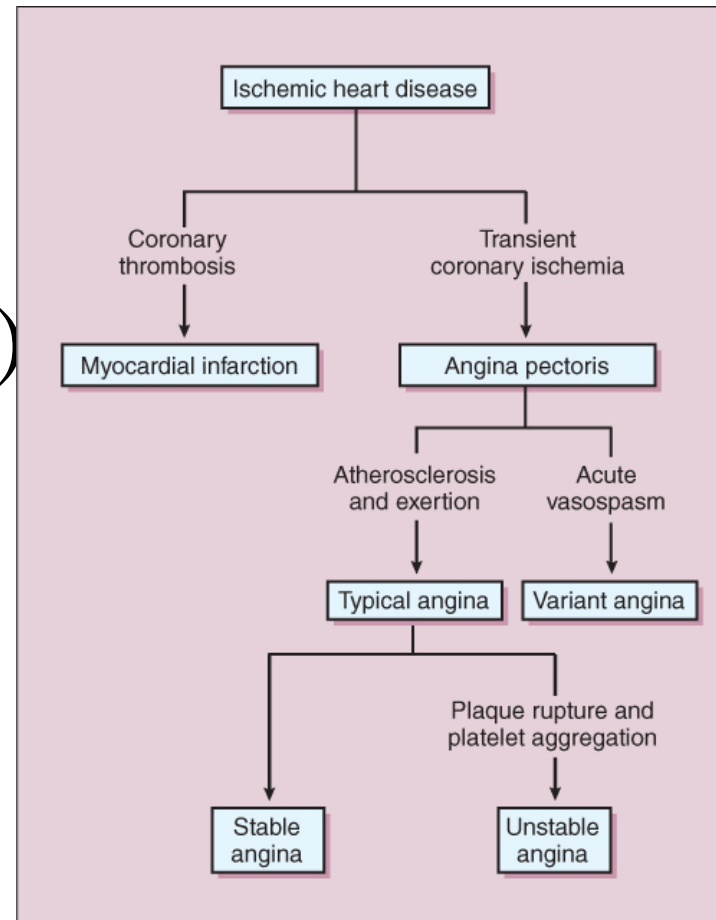 Ischemic heart disease
Coronary
thrombosis
Transient
coronary ischemia
)
Myocardial infarction
Angina pectoris
Atherosclerosis
and exertion
Acute
vasospasm
Typical angina
Variant angina
Plaque rupture and
platelet aggregation
Stable
angina
Unstable
angina